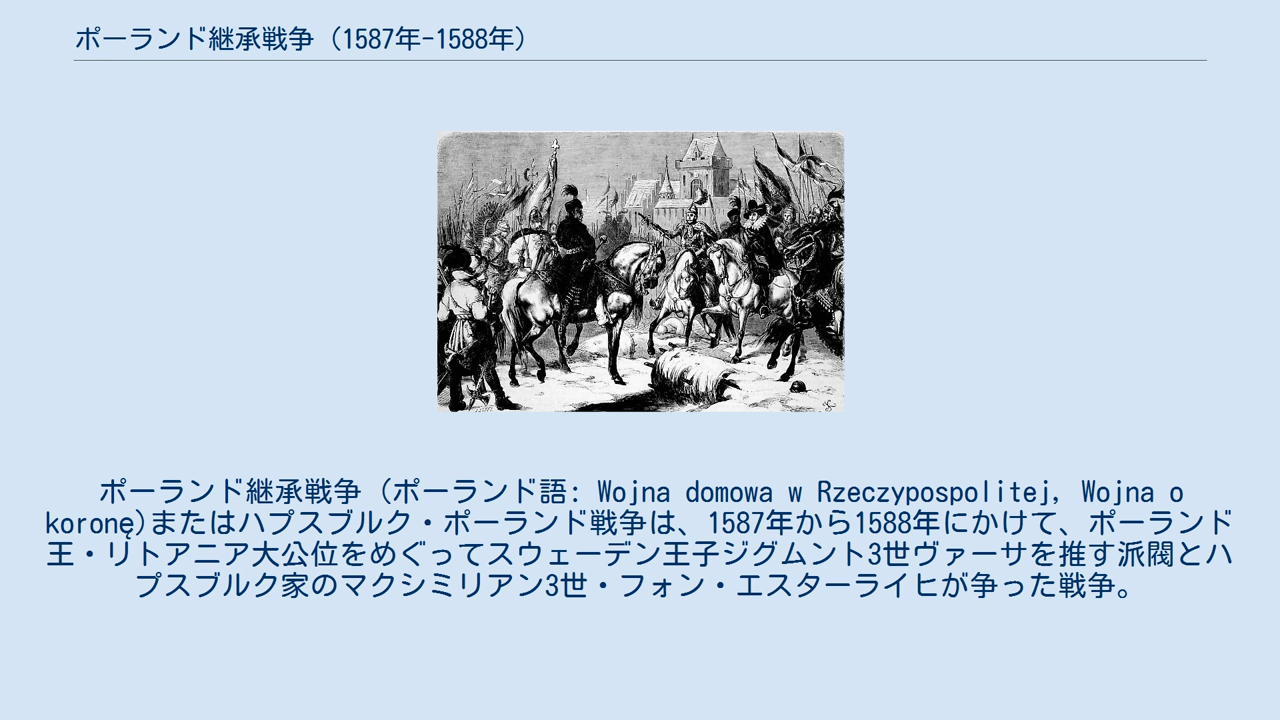 ポーランド継承戦争（1587年-1588年）
ポーランド継承戦争（ポーランド語: Wojna domowa w Rzeczypospolitej, Wojna o
koronę)またはハプスブルク・ポーランド戦争は、1587年から1588年にかけて、ポーランド
王・リトアニア大公位をめぐってスウェーデン王子ジグムント3世ヴァーサを推す派閥とハ
プスブルク家のマクシミリアン3世・フォン・エスターライヒが争った戦争。